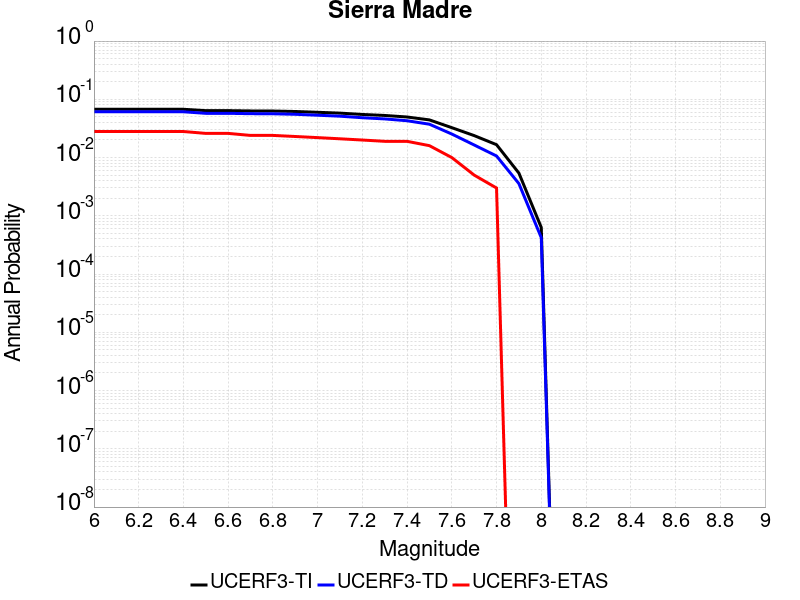 Sierra Madre
10^0
10^-1
10^-2
10^-3
10^-4
10^-5
10^-6
10^-7
10^-8
Annual Probability
6 6.2 6.4 6.6 6.8 7 7.2 7.4 7.6 7.8 8 8.2 8.4 8.6 8.8 9
Magnitude
UCERF3-TI UCERF3-TD UCERF3-ETAS